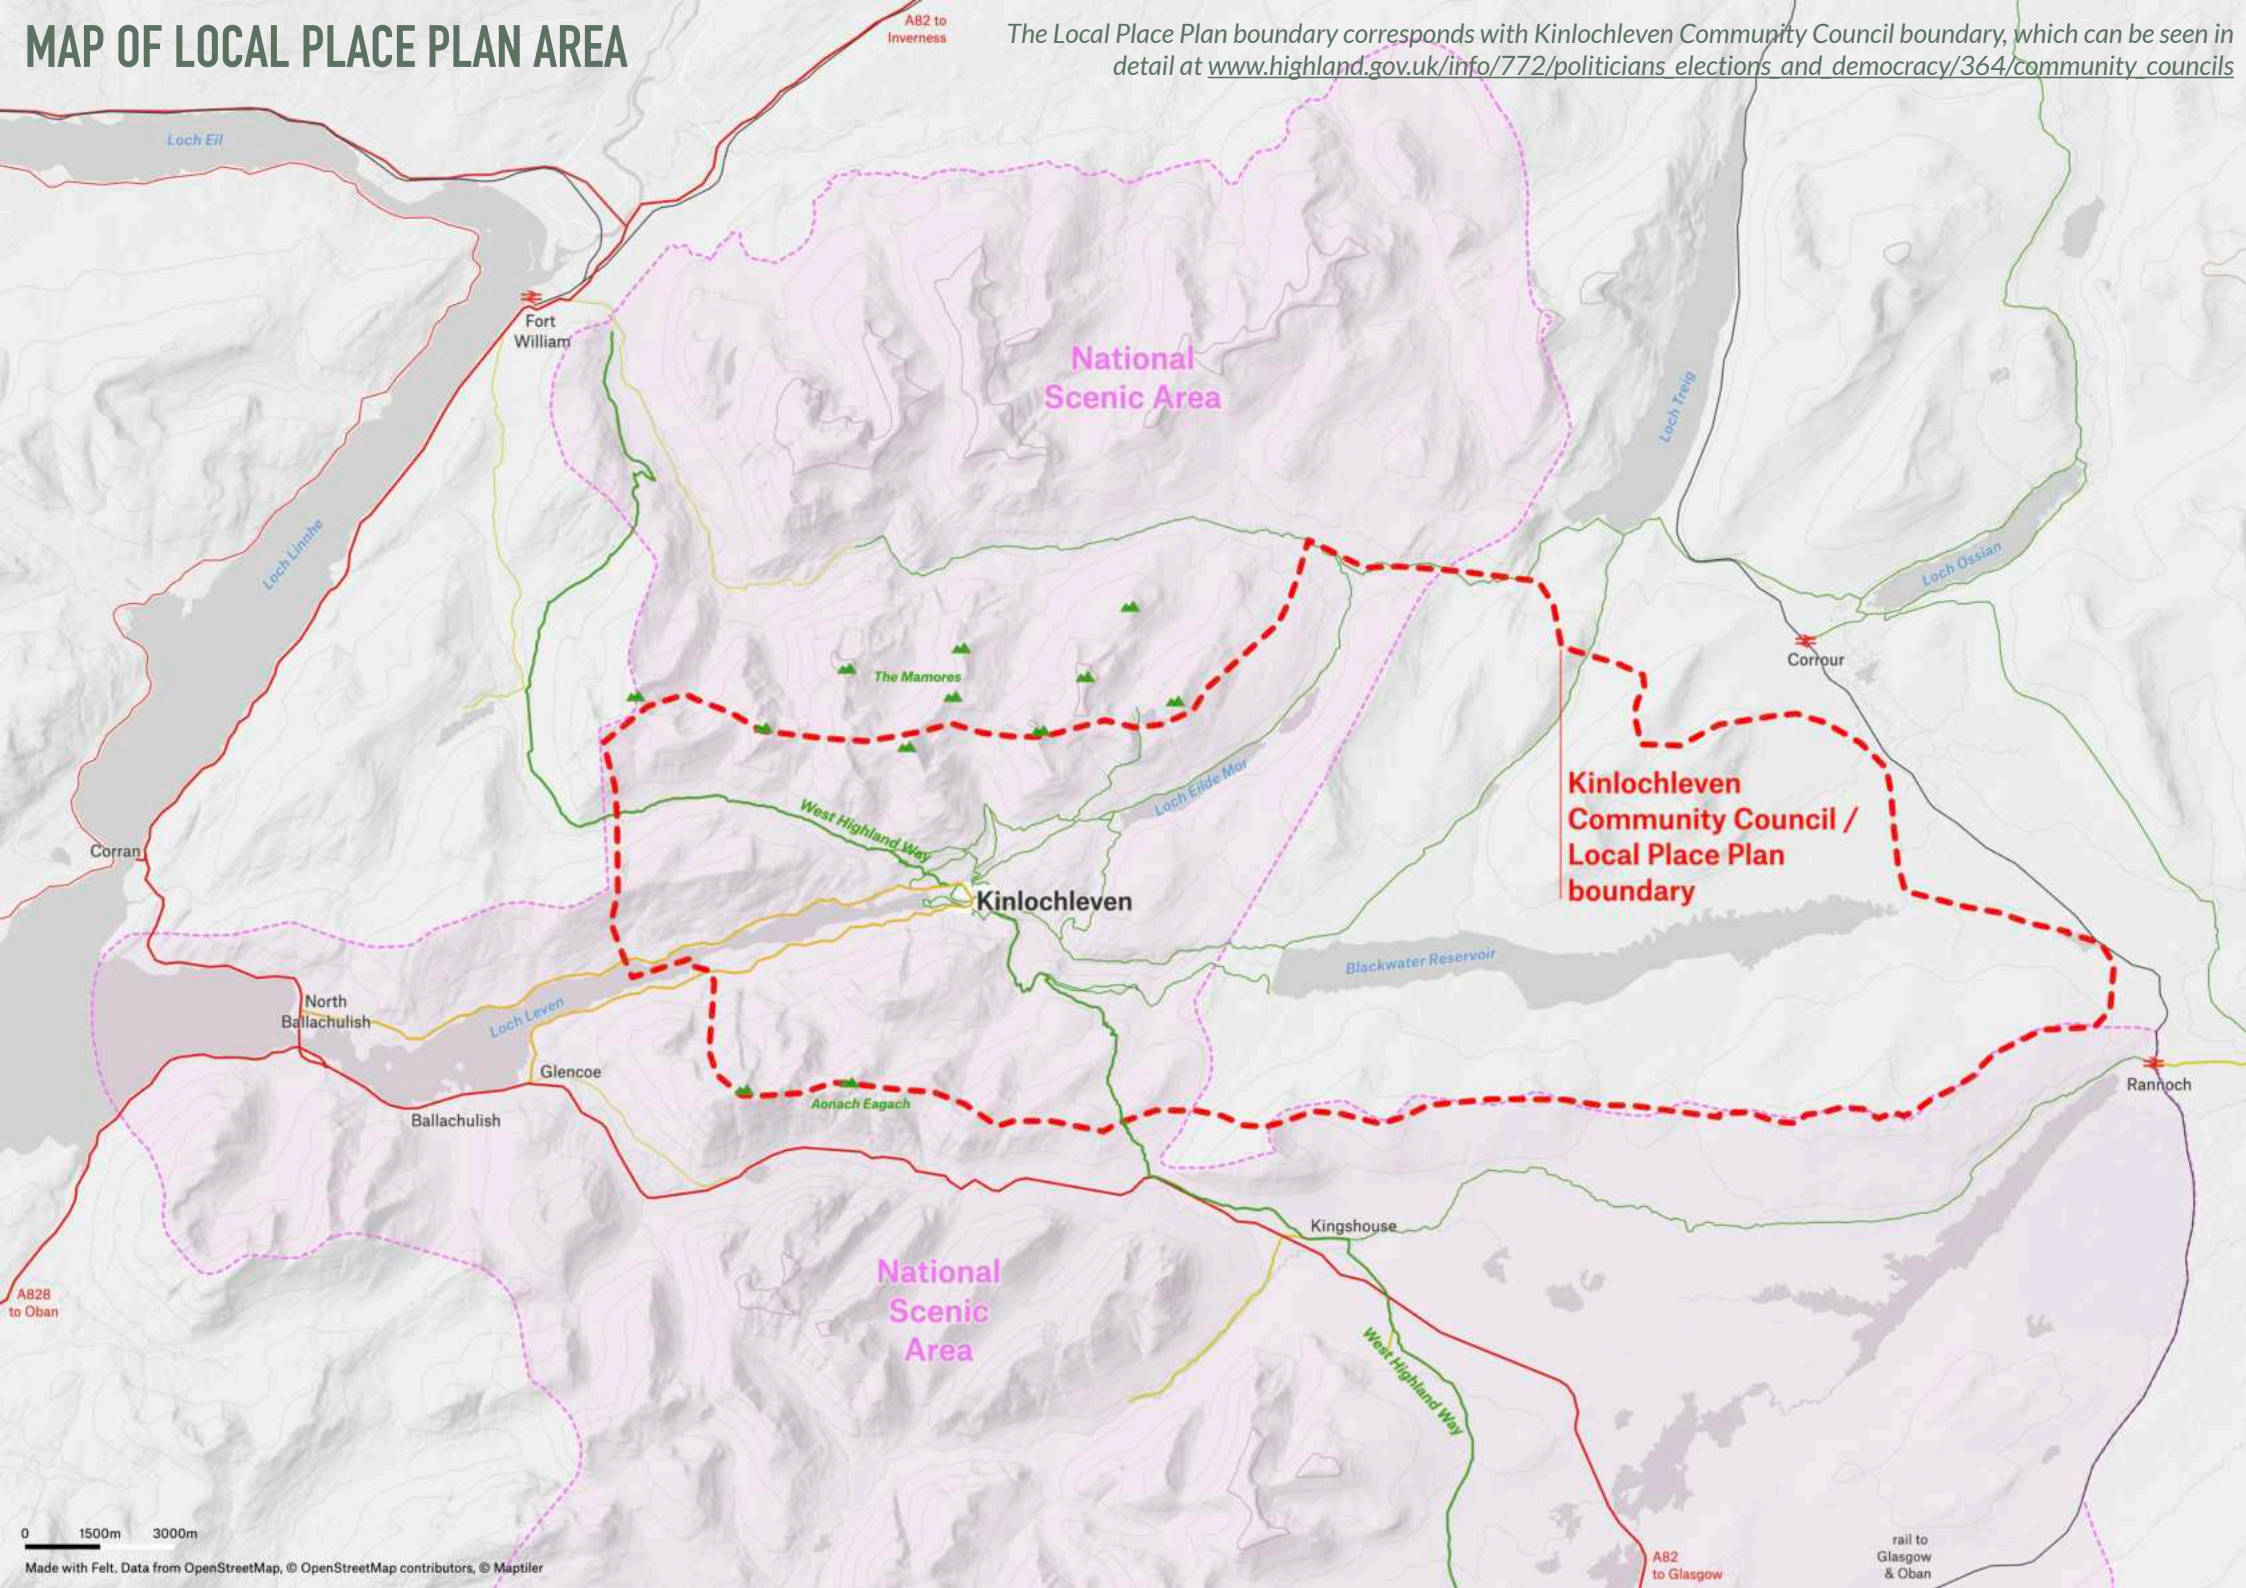 MAP OF LOCAL PLACE PLAN AREA
A82 to
Inverness
The Local Place Plan boundary corresponds with Kinlochleven Community Council boundary, which can be seen in
detail at www.highland.gov.uk/info/772/politicians_elections_and_democracy/364/community_councils
Loch Eil
Fort
William
National
Scenic Area
Loch Treig
Loch Linnhe
Loch Ossian
Corrour
The Mamores
Loch Eilde Mor
Kinlochleven
Community Council /
Local Place Plan
boundary
West Highland Way
Corran
Kinlochleven
Blackwater Reservoir
North
Ballachulish
Loch Leven
Glencoe
Rannoch
Aonach Eagach
Ballachulish
Kingshouse
National
Scenic
Area
A828
to Oban
West Highland Way
0 1500m 3000m
Made with Felt. Data from OpenStreetMap, © OpenStreetMap contributors, © Maptiler
A82
to Glasgow
rail to
Glasgow
& Oban